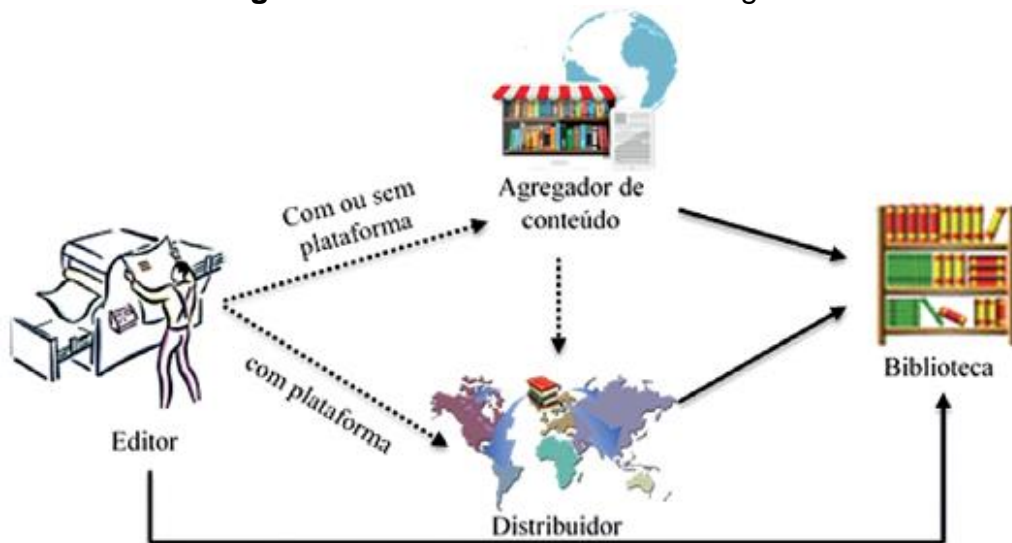 Agregador de
conteúdo
Com ou sem
plataforma
Biblioteca
com plataforma
Editor
Distribuidor